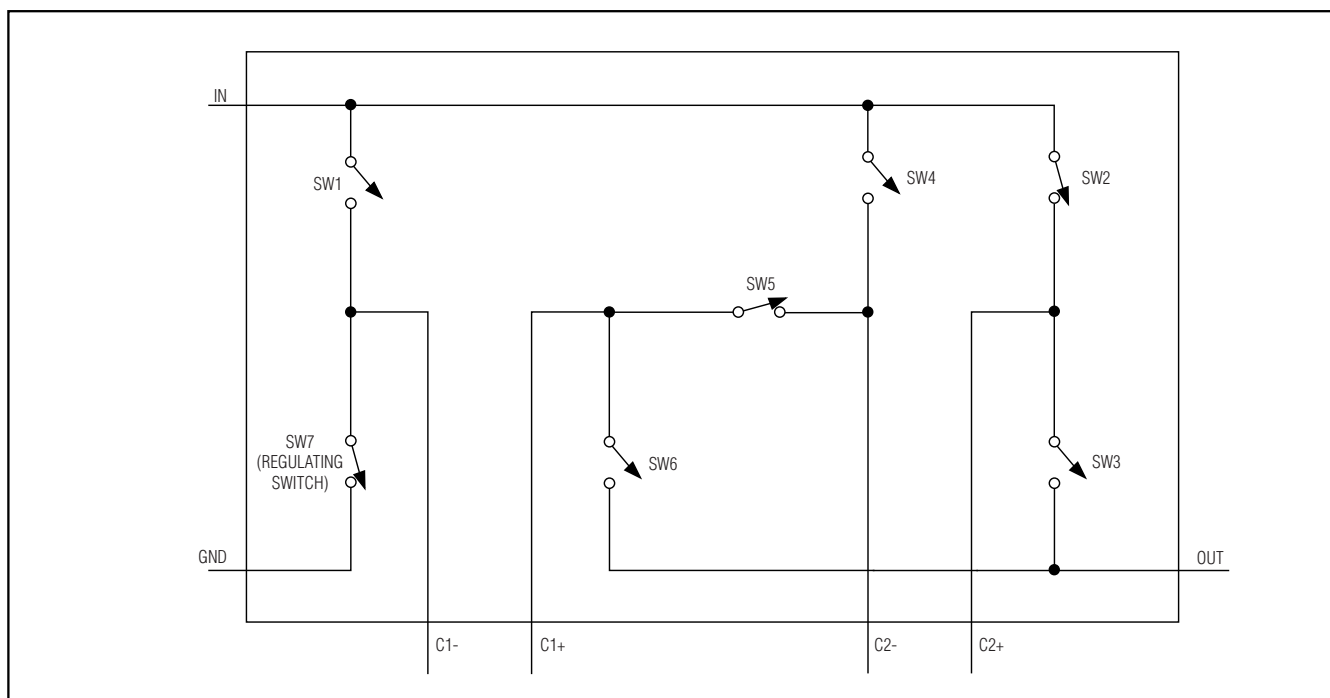 IN
SW1
SW4
SW2
SW5
SW7
(REGULATING
SWITCH)
SW6
SW3
GND
OUT
C1-
C1+
C2-
C2+